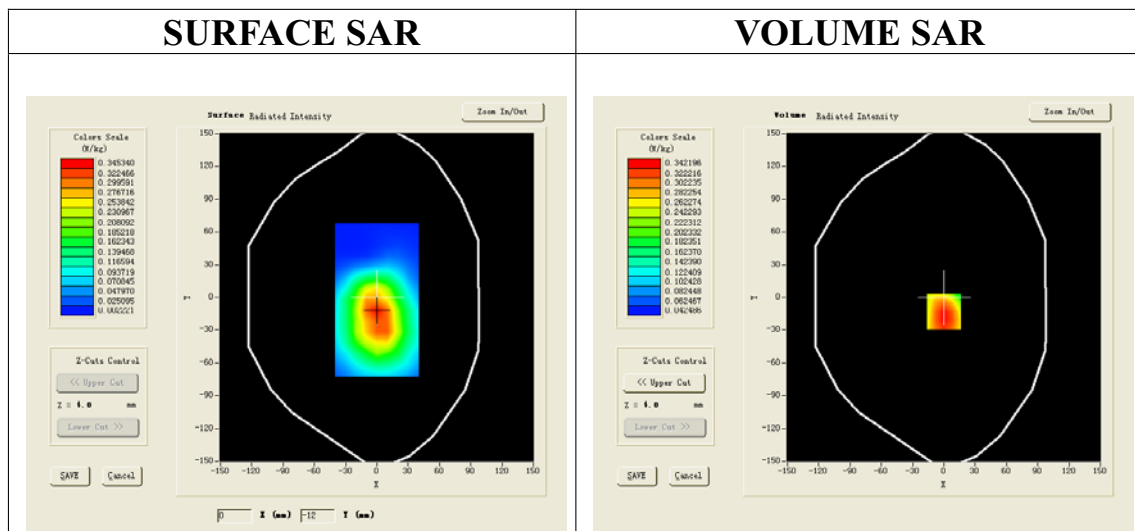 SURFACE SAR
VOLUME SAR
Surface Radiated Intensity
Zoom In/Out
Colors Scale
(W/kg)
0.345340
0.322466
0.299591
0.276716
0.253842
0.230967
0.208092
0.185218
0.162343
0.139468
0.116594
0.093719
0.070845
0.047970
0.025095
0.002221
150
120
90
60
30
0
-30
-60
-90
-120
-150
Y
-150 -120 -90 -60 -30 0 30 60 90 120 150
X
Z-Cuts Control
<< Upper Cut
Z = 4.0 mm
Lower Cut >>
SAVE
Cancel
0 X (mm) -12 Y (mm)
Volume Radiated Intensity
Zoom In/Out
Colors Scale
(W/kg)
0.342196
0.322216
0.302235
0.282254
0.262274
0.242293
0.222312
0.202332
0.182351
0.162370
0.142390
0.122409
0.102428
0.082448
0.062467
0.042486
150
120
90
60
30
0
-30
-60
-90
-120
-150
Y
-150 -120 -90 -60 -30 0 30 60 90 120 150
X
Z-Cuts Control
<< Upper Cut
Z = 4.0 mm
Lower Cut >>
SAVE
Cancel